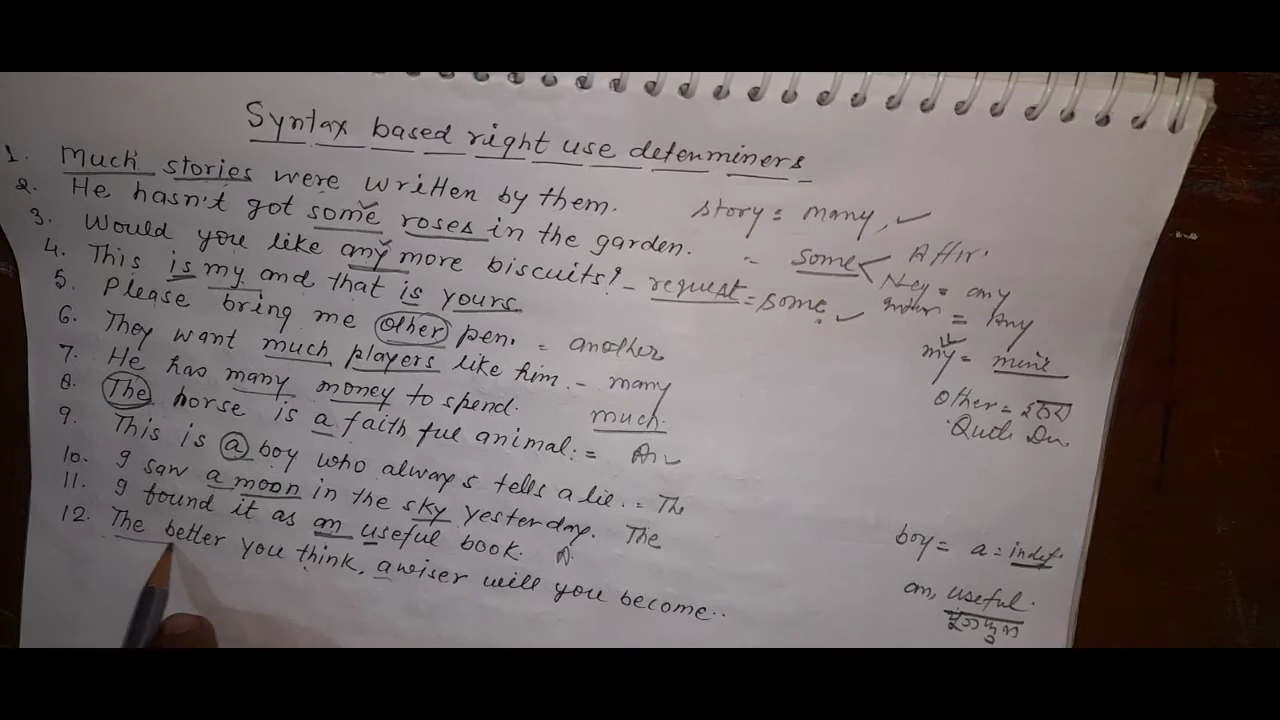 Syntax based right use determiners
1. Much stories were written by them. story = many,
2. He hasn't got some roses in the garden. = some < Affir.
Neg = any
3. Would you like any more biscuits? - request = some = Any
4. This is my and that is yours. my = mine
5. Please bring me other pen. = another
other =
6. They want much players like him. - many
7. He has many money to spend. much.
8. The horse is a faithful animal. = An
9. This is a boy who always tells a lie. = The
10. I saw a moon in the sky yesterday. The
11. I found it as an useful book. A boy = a = indef
12. The better you think, a wiser will you become..
an, useful.